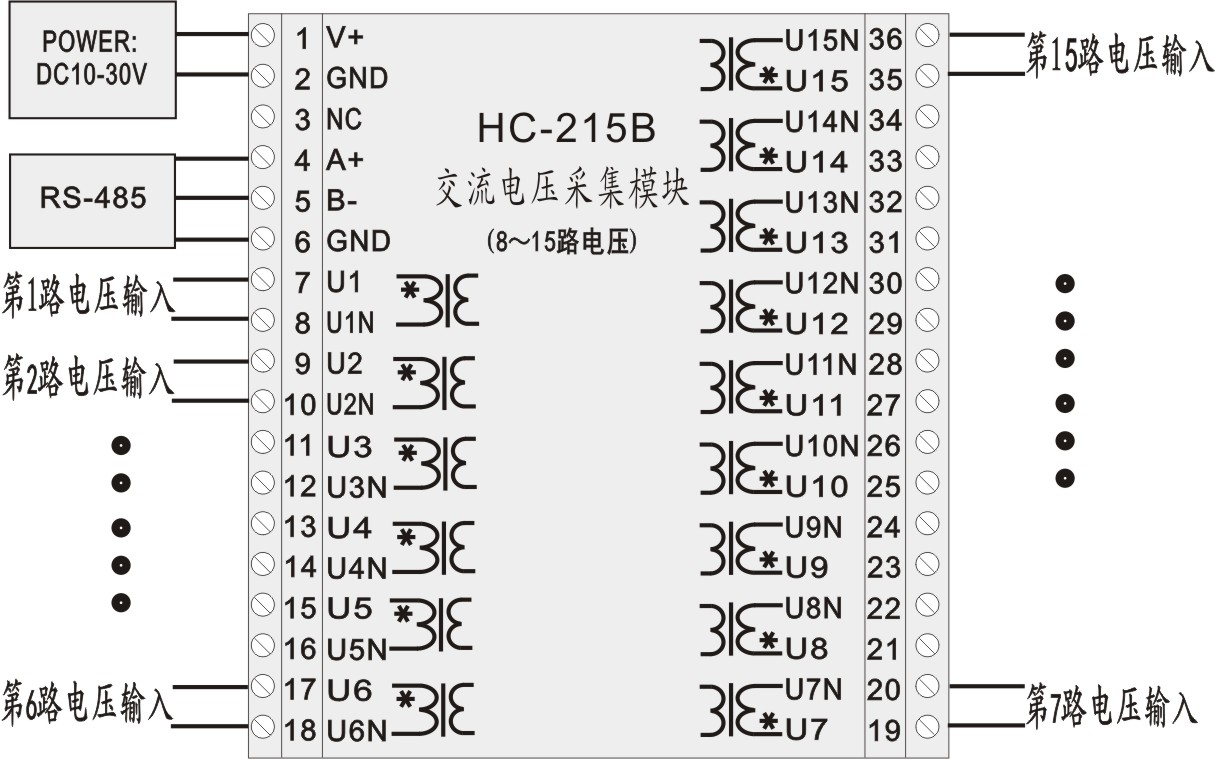 POWER:
DC10-30V
RS-485
第1路电压输入
第2路电压输入
第6路电压输入
1 V+
2 GND
3 NC
4 A+
5 B-
6 GND
7 U1
8 U1N
9 U2
10 U2N
11 U3
12 U3N
13 U4
14 U4N
15 U5
16 U5N
17 U6
18 U6N
HC-215B
交流电压采集模块
(8～15路电压)
U15N 36
U15 35
U14N 34
U14 33
U13N 32
U13 31
U12N 30
U12 29
U11N 28
U11 27
U10N 26
U10 25
U9N 24
U9 23
U8N 22
U8 21
U7N 20
U7 19
第15路电压输入
第7路电压输入